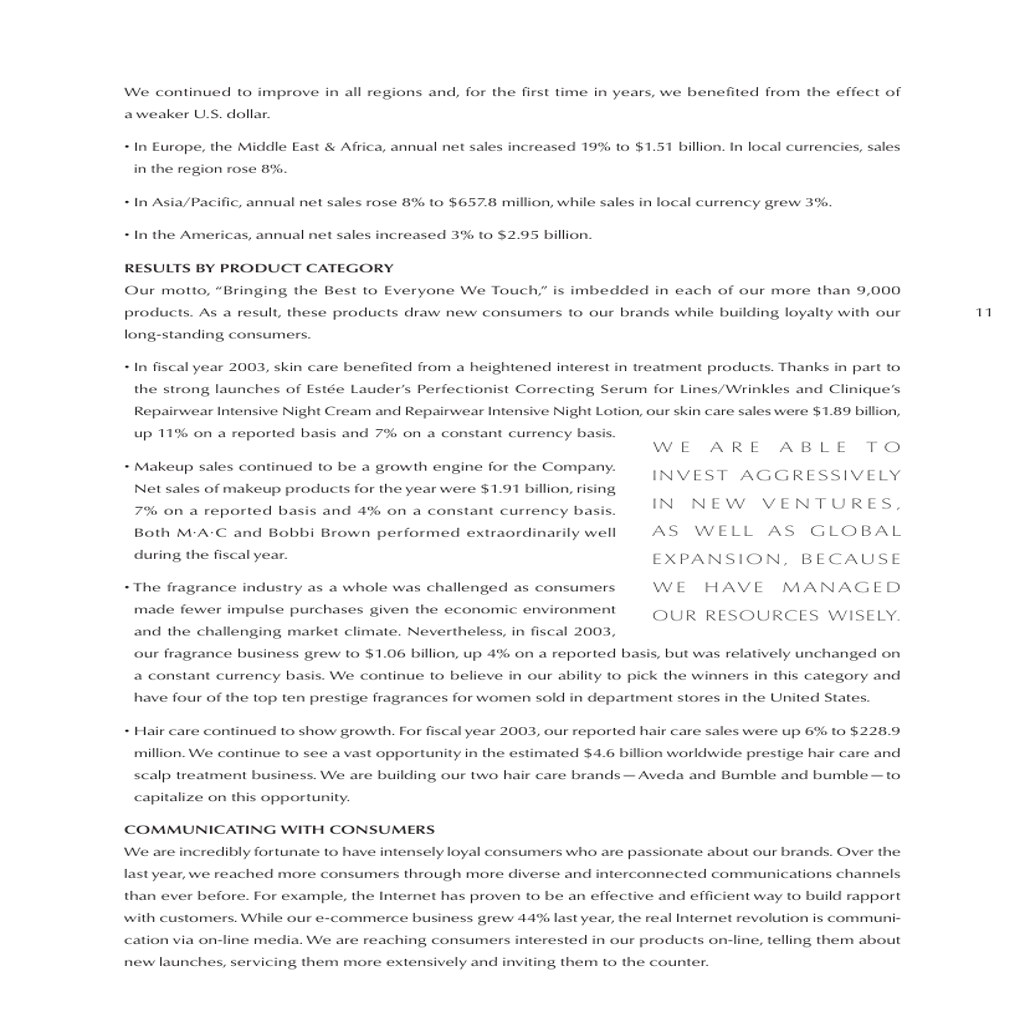 We continued to improve in all regions and, for the first time in years, we benefited from the effect of
a weaker U.S. dollar.
• In Europe, the Middle East & Africa, annual net sales increased 19% to $1.51 billion. In local currencies, sales
in the region rose 8%.
• In Asia/Pacific, annual net sales rose 8% to $657.8 million, while sales in local currency grew 3%.
• In the Americas, annual net sales increased 3% to $2.95 billion.
RESULTS BY PRODUCT CATEGORY
Our motto, “Bringing the Best to Everyone We Touch,” is imbedded in each of our more than 9,000
products. As a result, these products draw new consumers to our brands while building loyalty with our
long-standing consumers.
11
• In fiscal year 2003, skin care benefited from a heightened interest in treatment products. Thanks in part to
the strong launches of Estée Lauder’s Perfectionist Correcting Serum for Lines/Wrinkles and Clinique’s
Repairwear Intensive Night Cream and Repairwear Intensive Night Lotion, our skin care sales were $1.89 billion,
up 11% on a reported basis and 7% on a constant currency basis.
• Makeup sales continued to be a growth engine for the Company.
Net sales of makeup products for the year were $1.91 billion, rising
7% on a reported basis and 4% on a constant currency basis.
Both M·A·C and Bobbi Brown performed extraordinarily well
during the fiscal year.
• The fragrance industry as a whole was challenged as consumers
made fewer impulse purchases given the economic environment
and the challenging market climate. Nevertheless, in fiscal 2003,
our fragrance business grew to $1.06 billion, up 4% on a reported basis, but was relatively unchanged on
a constant currency basis. We continue to believe in our ability to pick the winners in this category and
have four of the top ten prestige fragrances for women sold in department stores in the United States.
WE ARE ABLE TO
INVEST AGGRESSIVELY
IN NEW VENTURES,
AS WELL AS GLOBAL
EXPANSION, BECAUSE
WE HAVE MANAGED
OUR RESOURCES WISELY.
• Hair care continued to show growth. For fiscal year 2003, our reported hair care sales were up 6% to $228.9
million. We continue to see a vast opportunity in the estimated $4.6 billion worldwide prestige hair care and
scalp treatment business. We are building our two hair care brands—Aveda and Bumble and bumble—to
capitalize on this opportunity.
COMMUNICATING WITH CONSUMERS
We are incredibly fortunate to have intensely loyal consumers who are passionate about our brands. Over the
last year, we reached more consumers through more diverse and interconnected communications channels
than ever before. For example, the Internet has proven to be an effective and efficient way to build rapport
with customers. While our e-commerce business grew 44% last year, the real Internet revolution is communi-
cation via on-line media. We are reaching consumers interested in our products on-line, telling them about
new launches, servicing them more extensively and inviting them to the counter.